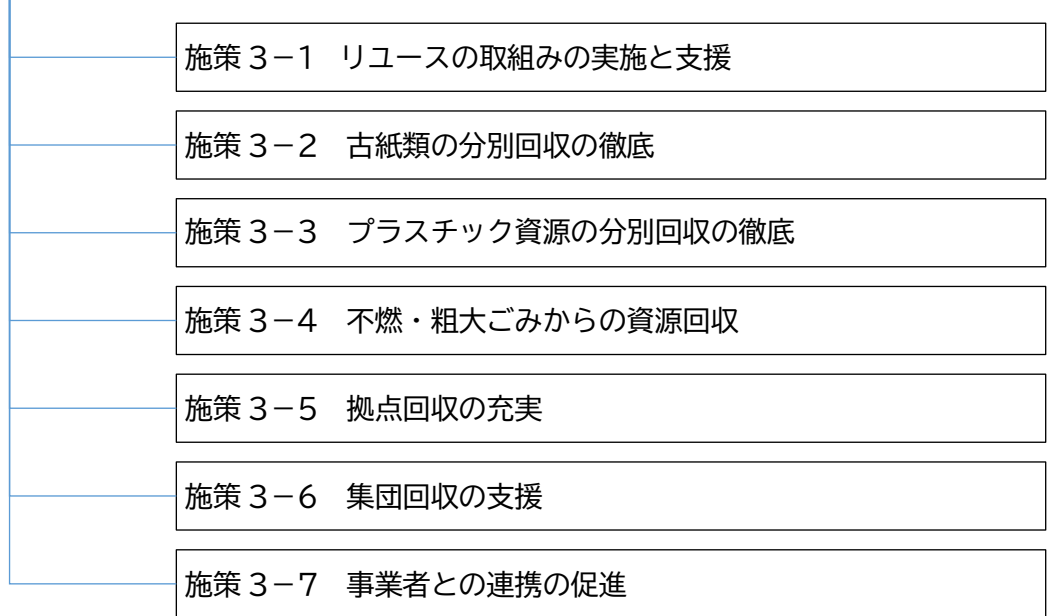 施策３－１　リユースの取組みの実施と支援
施策３－２　古紙類の分別回収の徹底
施策３－３　プラスチック資源の分別回収の徹底
施策３－４　不燃・粗大ごみからの資源回収
施策３－５　拠点回収の充実
施策３－６　集団回収の支援
施策３－７　事業者との連携の促進